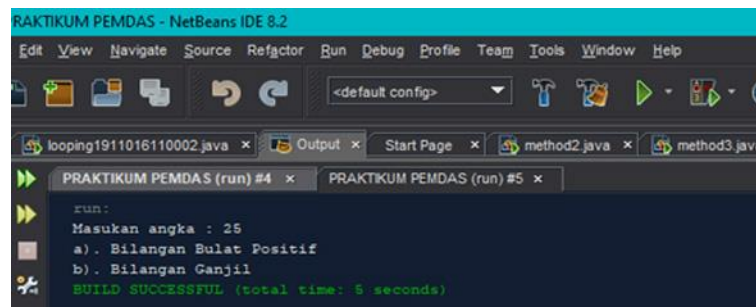 PRAKTIKUM PEMDAS - NetBeans IDE 8.2
Edit View Navigate Source Refactor Run Debug Profile Team Tools Window Help
<default config>
looping1911016110002.java × Output × Start Page × method2.java × method3.jav
PRAKTIKUM PEMDAS (run) #4 × PRAKTIKUM PEMDAS (run) #5 ×
run:
Masukan angka : 25
a). Bilangan Bulat Positif
b). Bilangan Ganjil
BUILD SUCCESSFUL (total time: 5 seconds)